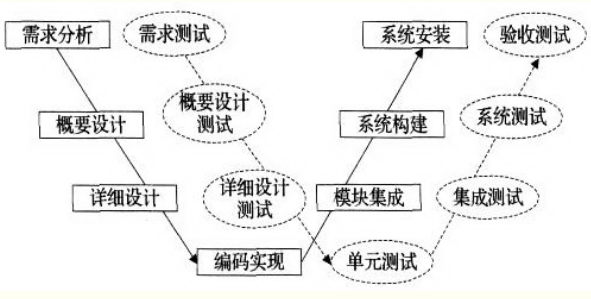 需求分析
需求测试
系统安装
验收测试
概要设计
概要设计
测试
系统构建
系统测试
详细设计
详细设计
测试
模块集成
集成测试
编码实现
单元测试